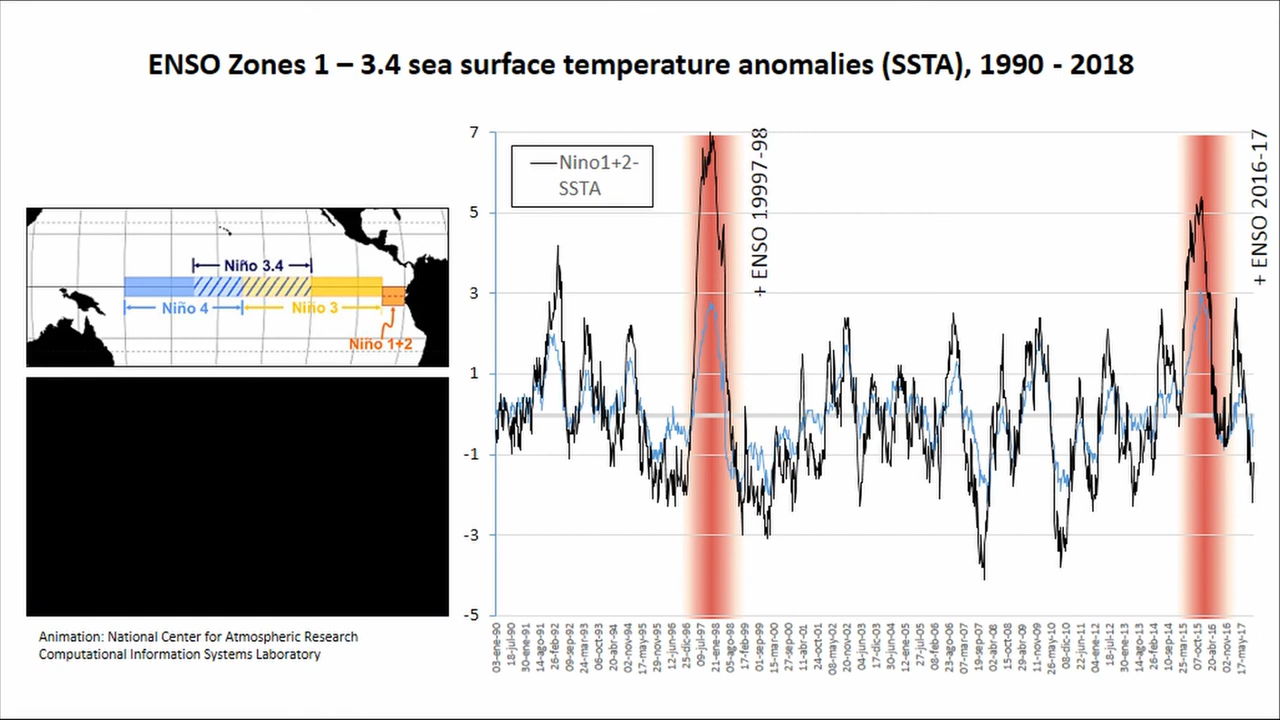 ENSO Zones 1 – 3.4 sea surface temperature anomalies (SSTA), 1990 - 2018
Niño 3.4
Niño 4
Niño 3
Niño 1+2
Animation: National Center for Atmospheric Research
Computational Information Systems Laboratory
7
5
3
1
-1
-3
-5
Nino1+2-
SSTA
+ ENSO 19997-98
+ ENSO 2016-17
03-ene-90
18-jul-90
30-ene-91
14-ago-91
26-feb-92
09-sep-92
24-mar-93
06-oct-93
20-abr-94
02-nov-94
17-may-95
29-nov-95
12-jun-96
25-dic-96
09-jul-97
21-ene-98
05-ago-98
17-feb-99
01-sep-99
15-mar-00
27-sep-00
11-abr-01
24-oct-01
08-may-02
20-nov-02
04-jun-03
17-dic-03
30-jun-04
12-ene-05
27-jul-05
08-feb-06
23-ago-06
07-mar-07
19-sep-07
02-abr-08
15-oct-08
29-abr-09
11-nov-09
26-may-10
08-dic-10
22-jun-11
04-ene-12
18-jul-12
30-ene-13
14-ago-13
26-feb-14
10-sep-14
25-mar-15
07-oct-15
20-abr-16
02-nov-16
17-may-17